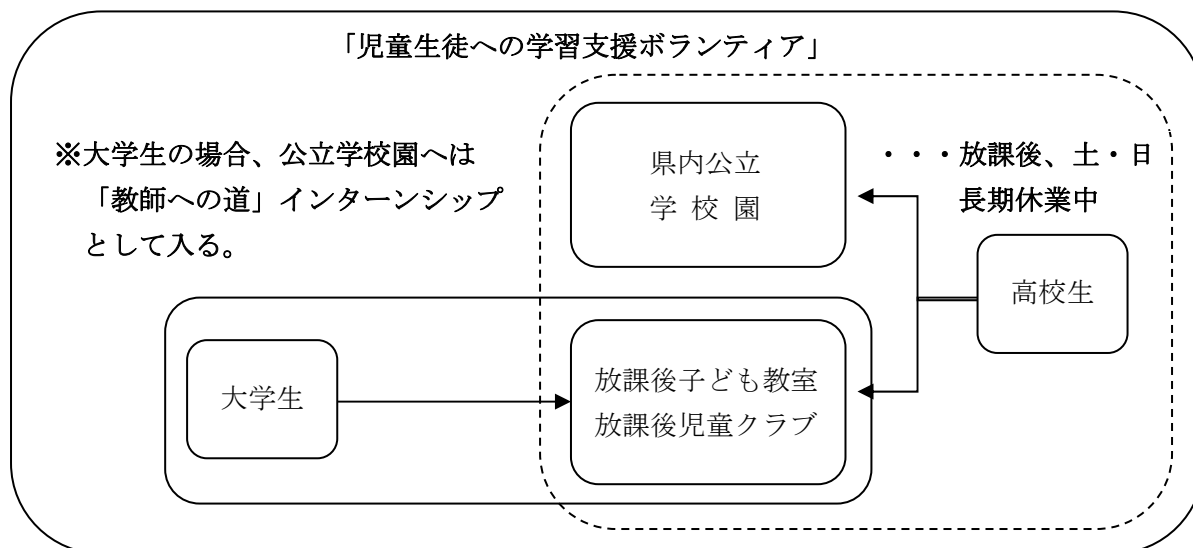 「児童生徒への学習支援ボランティア」
※大学生の場合、公立学校園へは
「教師への道」インターンシップ
として入る。
県内公立
学 校 園
・・・放課後、土・日
長期休業中
高校生
大学生
放課後子ども教室
放課後児童クラブ